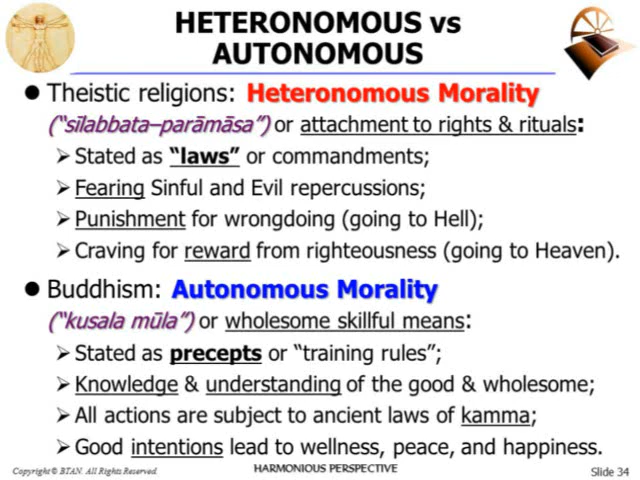 HETERONOMOUS vs
AUTONOMOUS
● Theistic religions: Heteronomous Morality
("sīlabbata–parāmāsa") or attachment to rights & rituals:
➢ Stated as "laws" or commandments;
➢ Fearing Sinful and Evil repercussions;
➢ Punishment for wrongdoing (going to Hell);
➢ Craving for reward from righteousness (going to Heaven).
● Buddhism: Autonomous Morality
("kusala mūla") or wholesome skillful means:
➢ Stated as precepts or "training rules";
➢ Knowledge & understanding of the good & wholesome;
➢ All actions are subject to ancient laws of kamma;
➢ Good intentions lead to wellness, peace, and happiness.
Copyright © BTAN. All Rights Reserved.
HARMONIOUS PERSPECTIVE
Slide 34